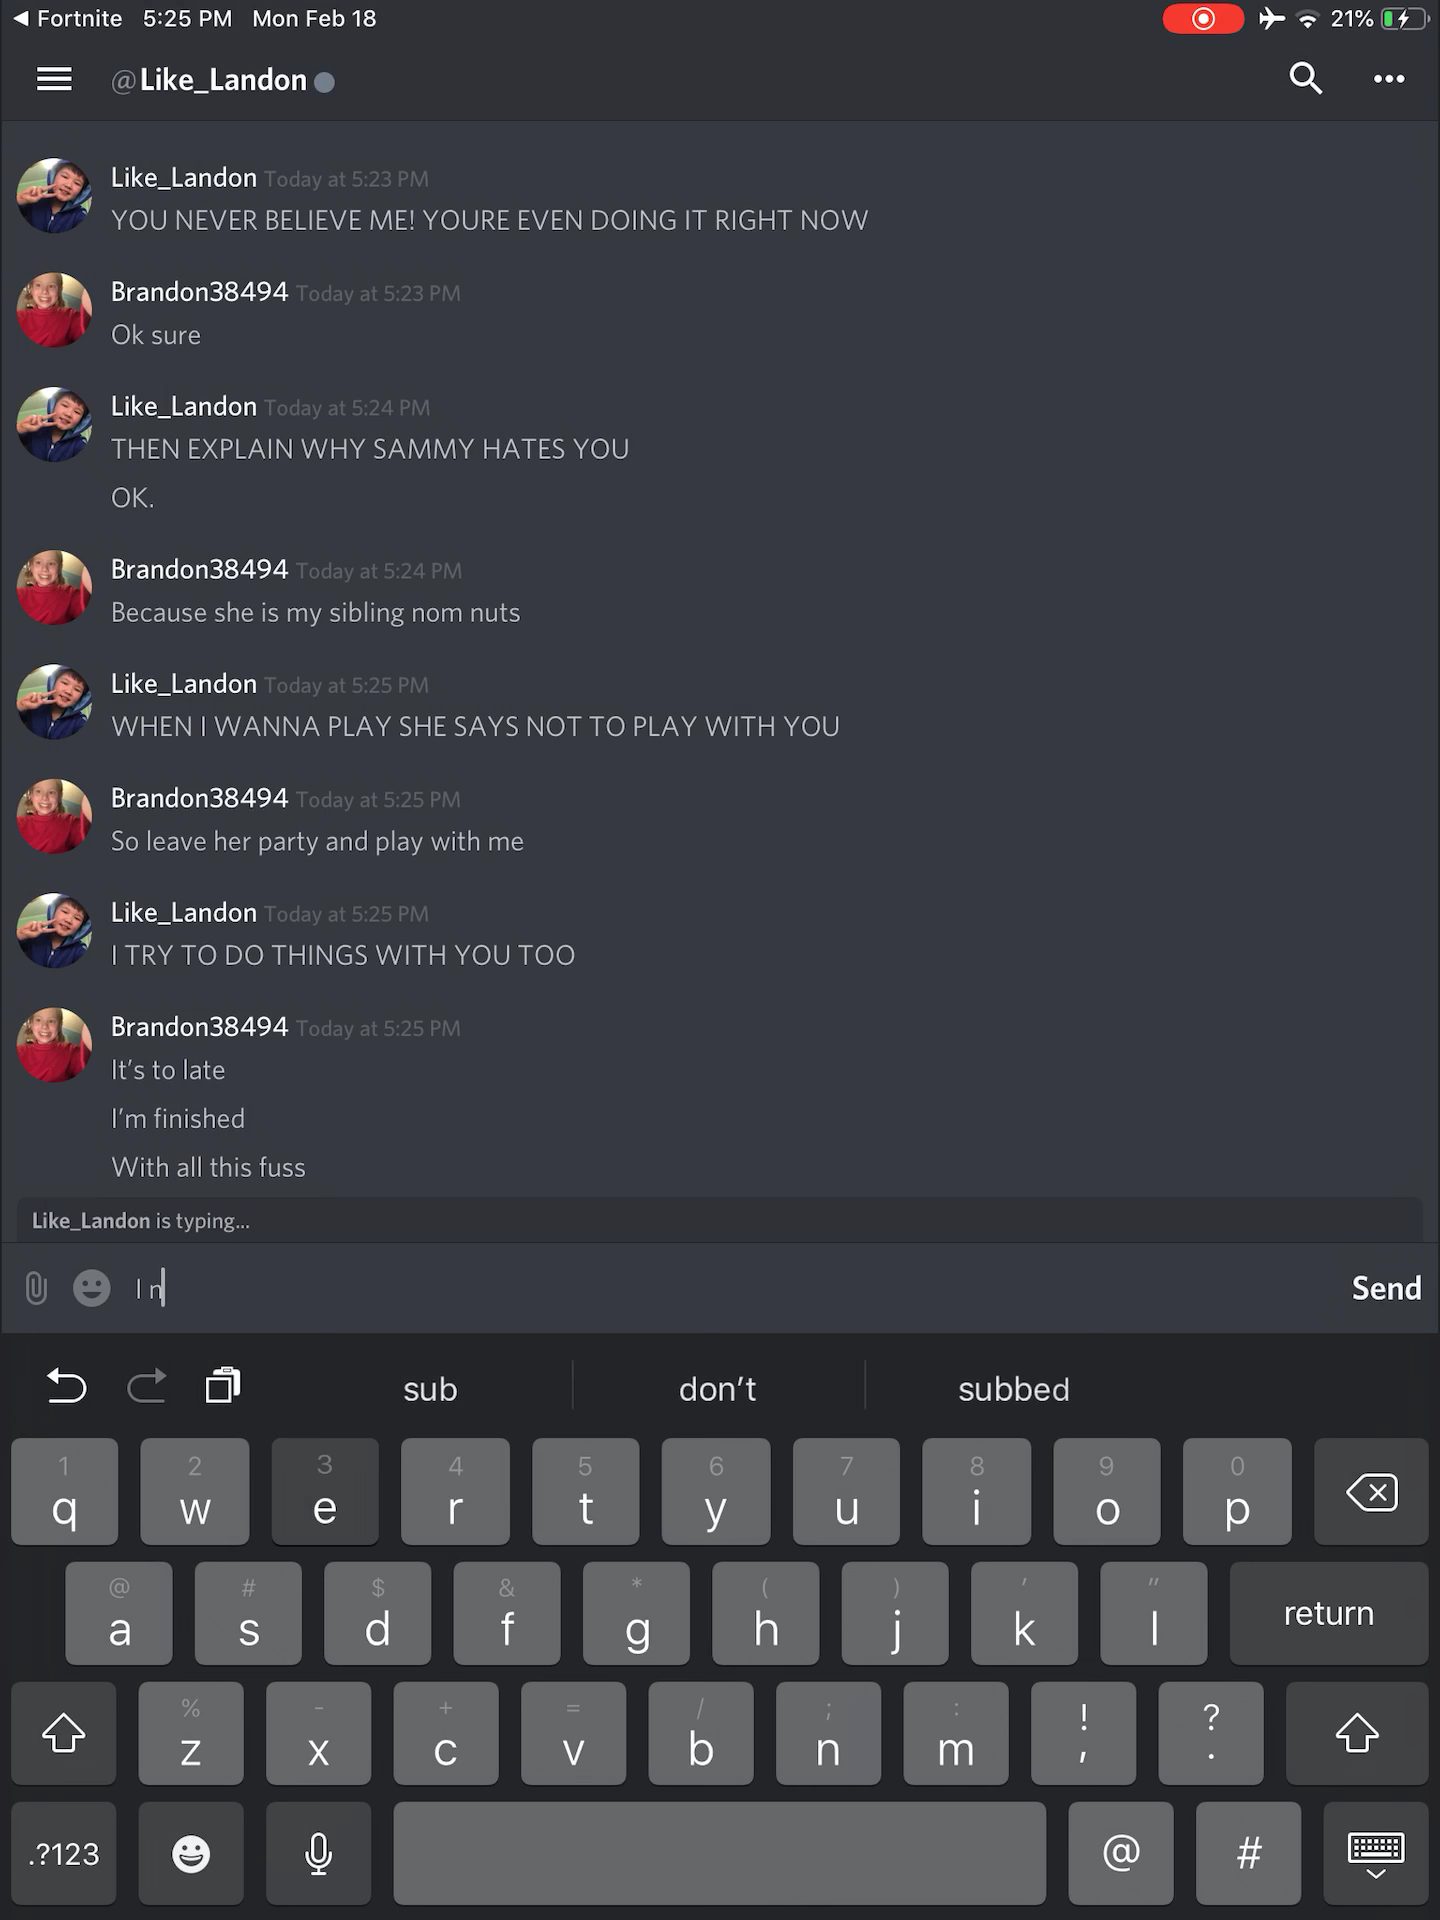 Fortnite 5:25 PM Mon Feb 18 21%
@Like_Landon
Like_Landon Today at 5:23 PM
YOU NEVER BELIEVE ME! YOURE EVEN DOING IT RIGHT NOW
Brandon38494 Today at 5:23 PM
Ok sure
Like_Landon Today at 5:24 PM
THEN EXPLAIN WHY SAMMY HATES YOU
OK.
Brandon38494 Today at 5:24 PM
Because she is my sibling nom nuts
Like_Landon Today at 5:25 PM
WHEN I WANNA PLAY SHE SAYS NOT TO PLAY WITH YOU
Brandon38494 Today at 5:25 PM
So leave her party and play with me
Like_Landon Today at 5:25 PM
I TRY TO DO THINGS WITH YOU TOO
Brandon38494 Today at 5:25 PM
It's to late
I'm finished
With all this fuss
Like_Landon is typing...
I n Send
sub don't subbed
1 2 3 4 5 6 7 8 9 0
q w e r t y u i o p
@ # $ & * ( ) ' "
a s d f g h j k l return
% - + = / ; : ! ?
z x c v b n m , .
.?123 @ #